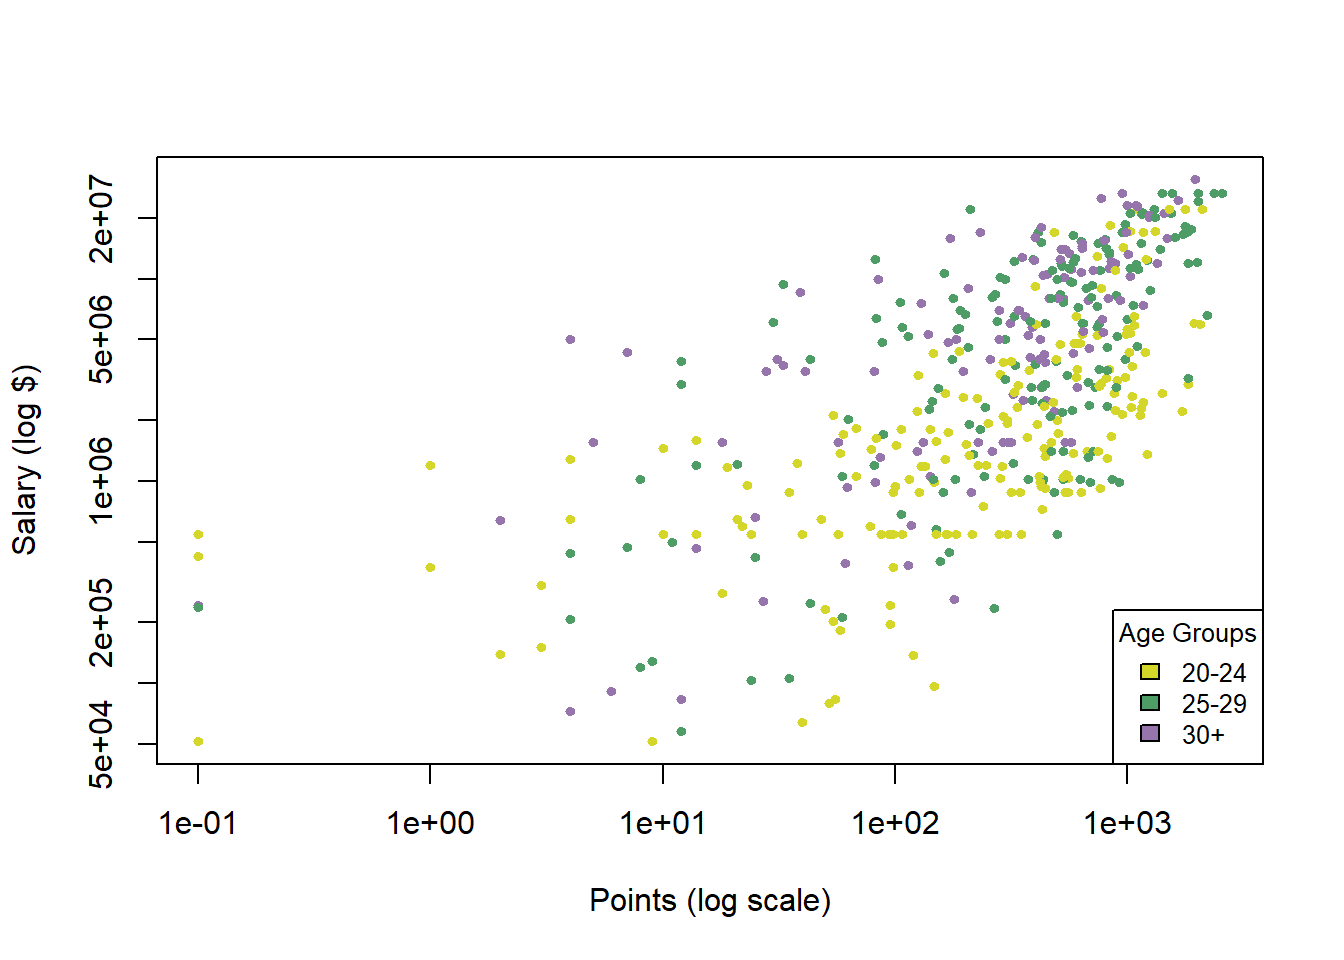 Salary (log $)
2e+07
5e+06
1e+06
2e+05
5e+04
1e-01
1e+00
1e+01
1e+02
1e+03
Points (log scale)
Age Groups
20-24
25-29
30+